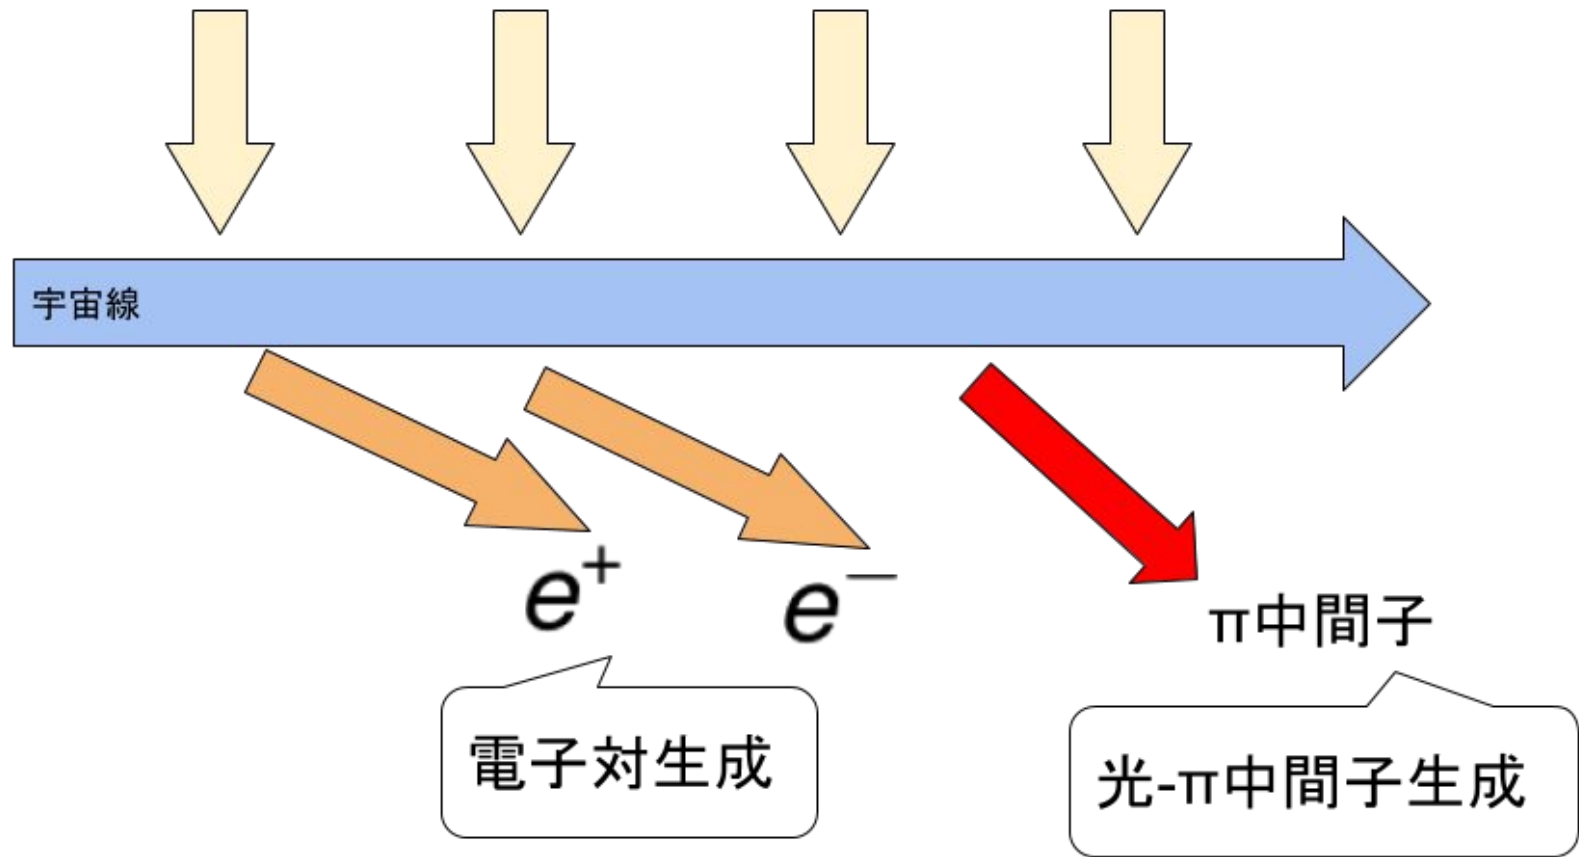 宇宙線
e⁺
e⁻
π中間子
電子対生成
光-π中間子生成